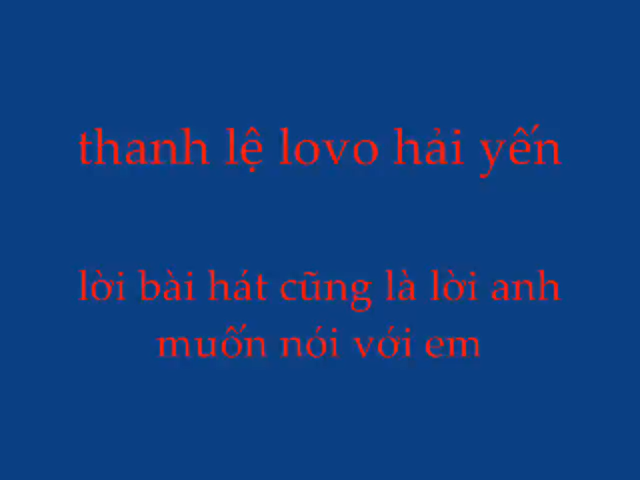 thanh lệ lovo hải yến
lời bài hát cũng là lời anh
muốn nói với em